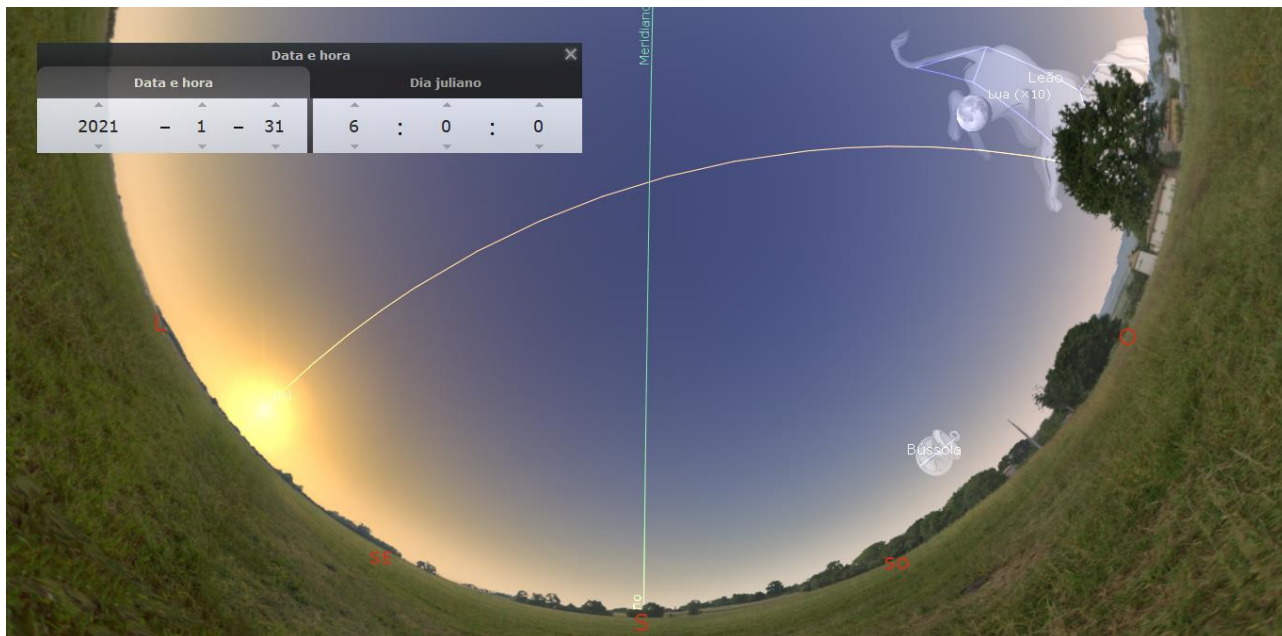 Data e hora
Data e hora
Dia juliano
2021 - 1 - 31
6 : 0 : 0
Meridiano
Leão
Lua (×10)
L
Sol
O
Bússola
SE
SO
S